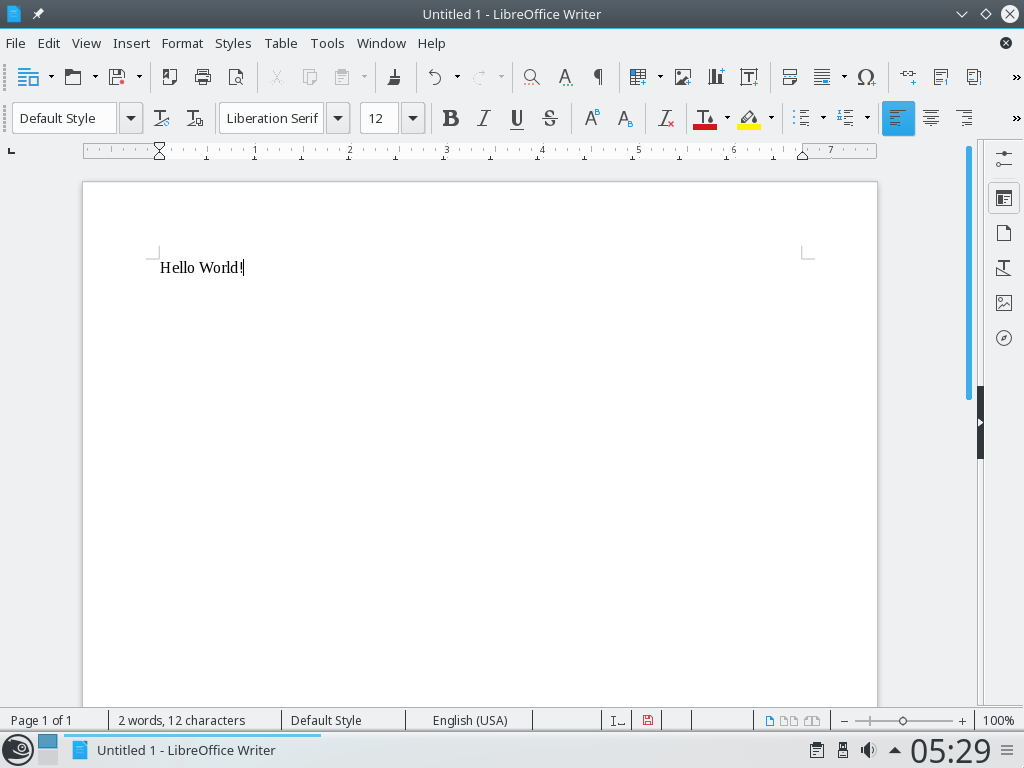 Untitled 1 - LibreOffice Writer
File Edit View Insert Format Styles Table Tools Window Help
Default Style Liberation Serif 12
1 2 3 4 5 6 7
Hello World!
Page 1 of 1 2 words, 12 characters Default Style English (USA) 100%
Untitled 1 - LibreOffice Writer 05:29